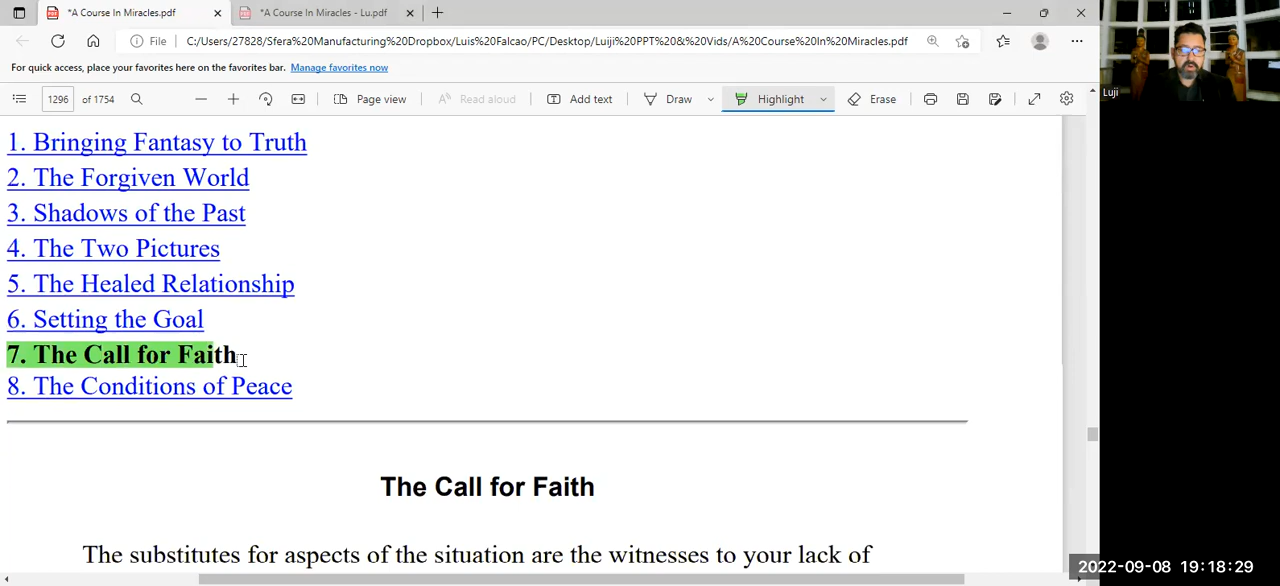 *A Course In Miracles.pdf
*A Course In Miracles - Lu.pdf
File
C:/Users/27828/Sfera%20Manufacturing%20Dropbox/Luis%20Falcao/PC/Desktop/Luiji%20PPT%20&%20Vids/A%20Course%20In%20Miracles.pdf
For quick access, place your favorites here on the favorites bar. Manage favorites now
1296 of 1754
Page view
Read aloud
Add text
Draw
Highlight
Erase
Luji
1. Bringing Fantasy to Truth
2. The Forgiven World
3. Shadows of the Past
4. The Two Pictures
5. The Healed Relationship
6. Setting the Goal
7. The Call for Faith
8. The Conditions of Peace
The Call for Faith
The substitutes for aspects of the situation are the witnesses to your lack of
2022-09-08 19:18:29